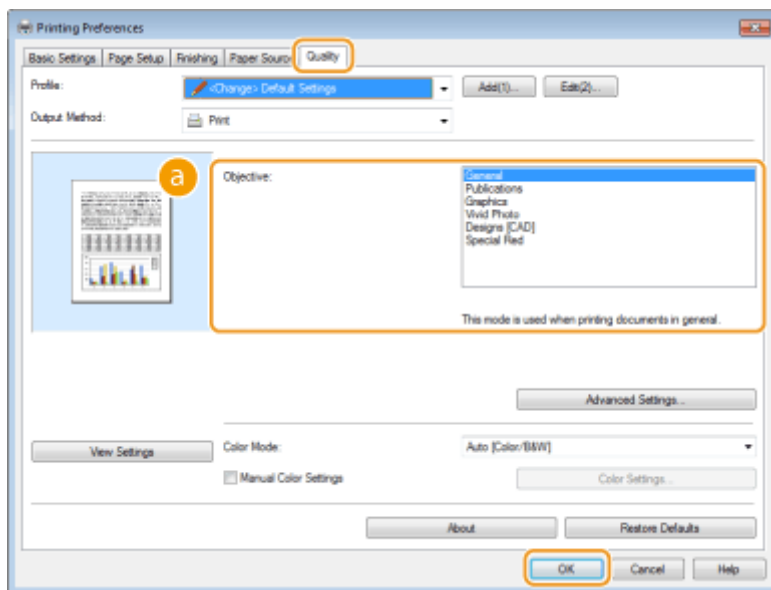 Printing Preferences
Basic Settings Page Setup Finishing Paper Source Quality
Profile: <Change> Default Settings Add(1)... Edit(2)...
Output Method: Print
a
Objective:
General
Publications
Graphics
Vivid Photo
Designs [CAD]
Special Red
This mode is used when printing documents in general.
Advanced Settings...
View Settings
Color Mode: Auto [Color/B&W]
Manual Color Settings Color Settings...
About Restore Defaults
OK Cancel Help